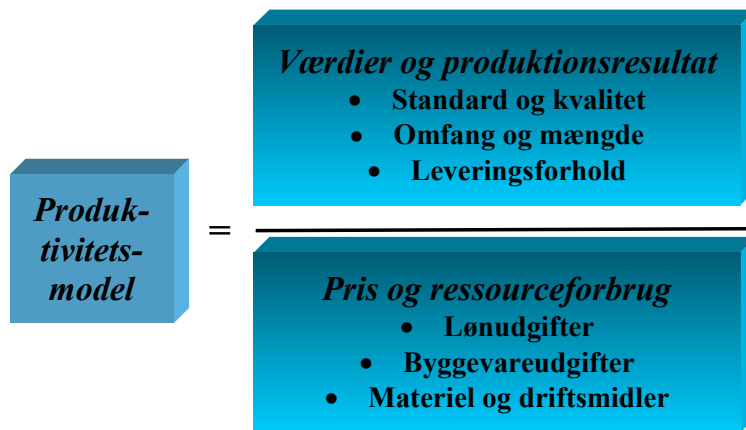 Produk-
tivitets-
model
=
Værdier og produktionsresultat
• Standard og kvalitet
• Omfang og mængde
• Leveringsforhold
Pris og ressourceforbrug
• Lønudgifter
• Byggevareudgifter
• Materiel og driftsmidler